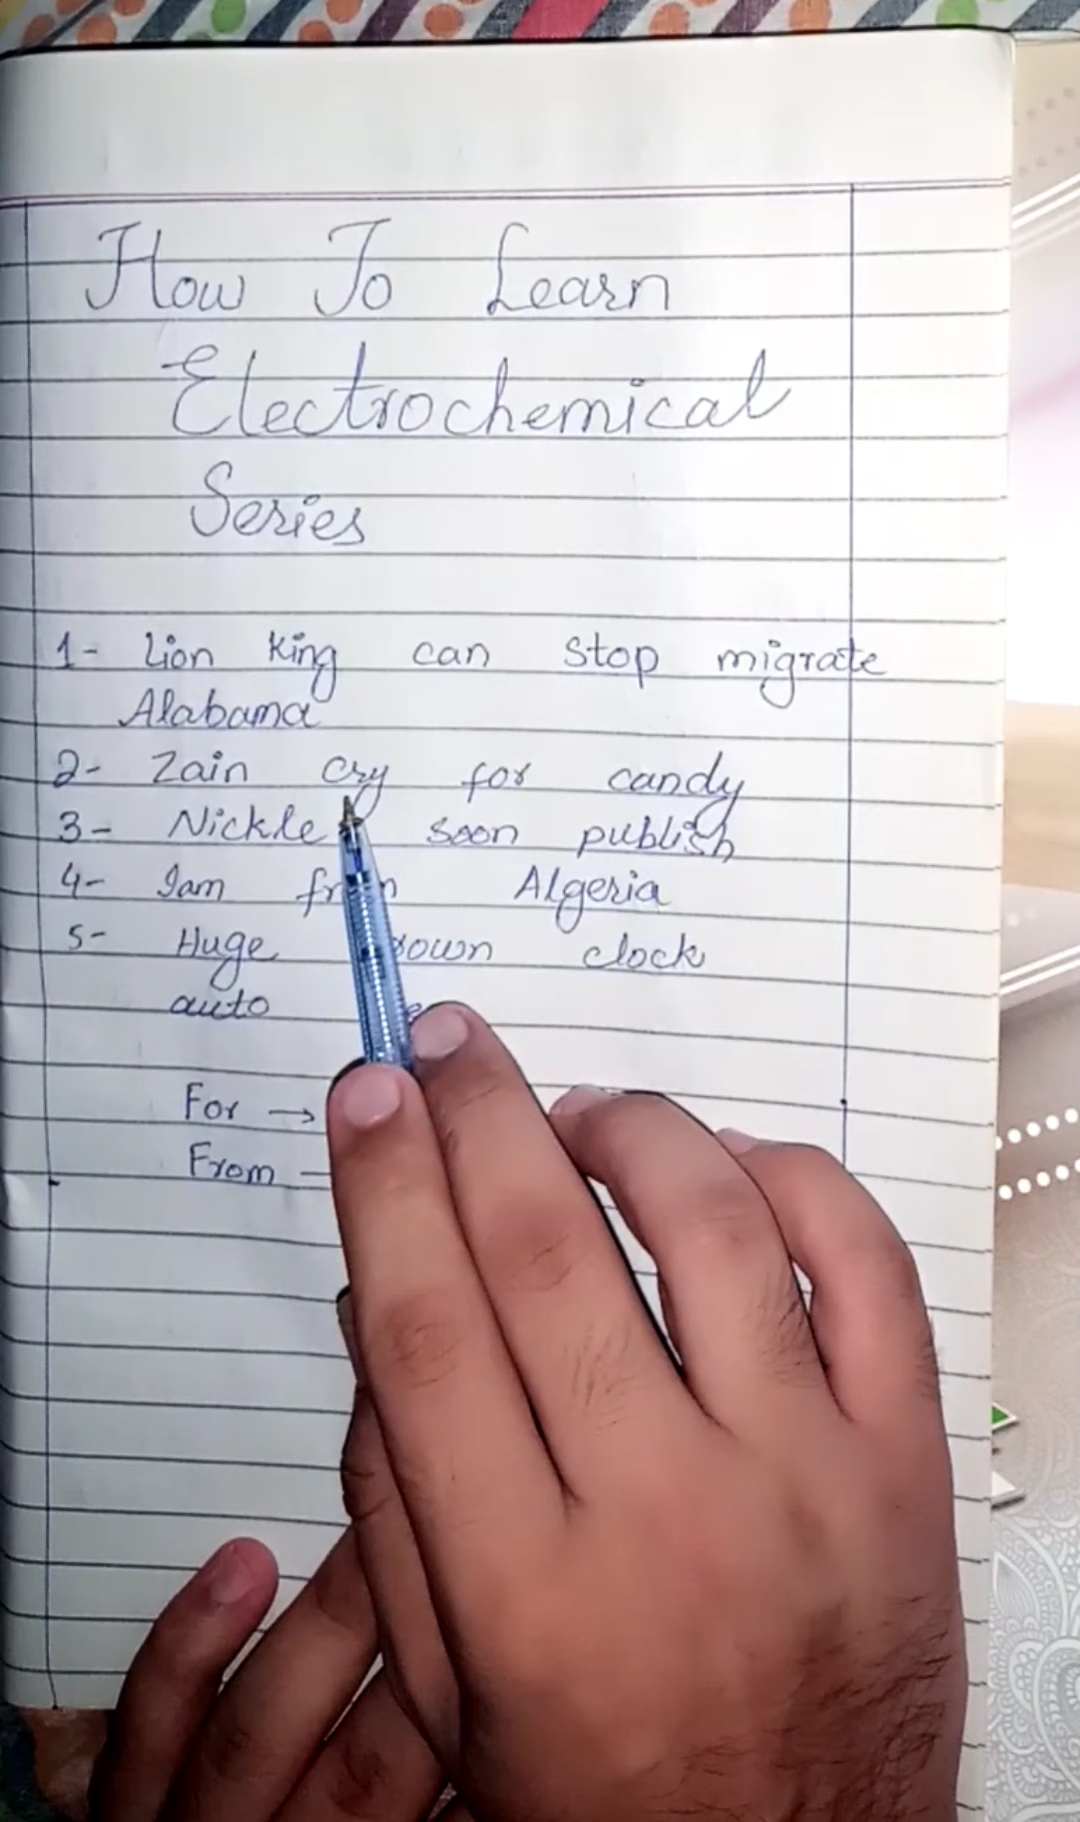 How To Learn
Electrochemical
Series
1- Lion King can stop migrate
Alabama
2- Zain cry for candy
3- Nickle soon publish
4- Iam Algeria
5- Huge clock
auto
For →
From